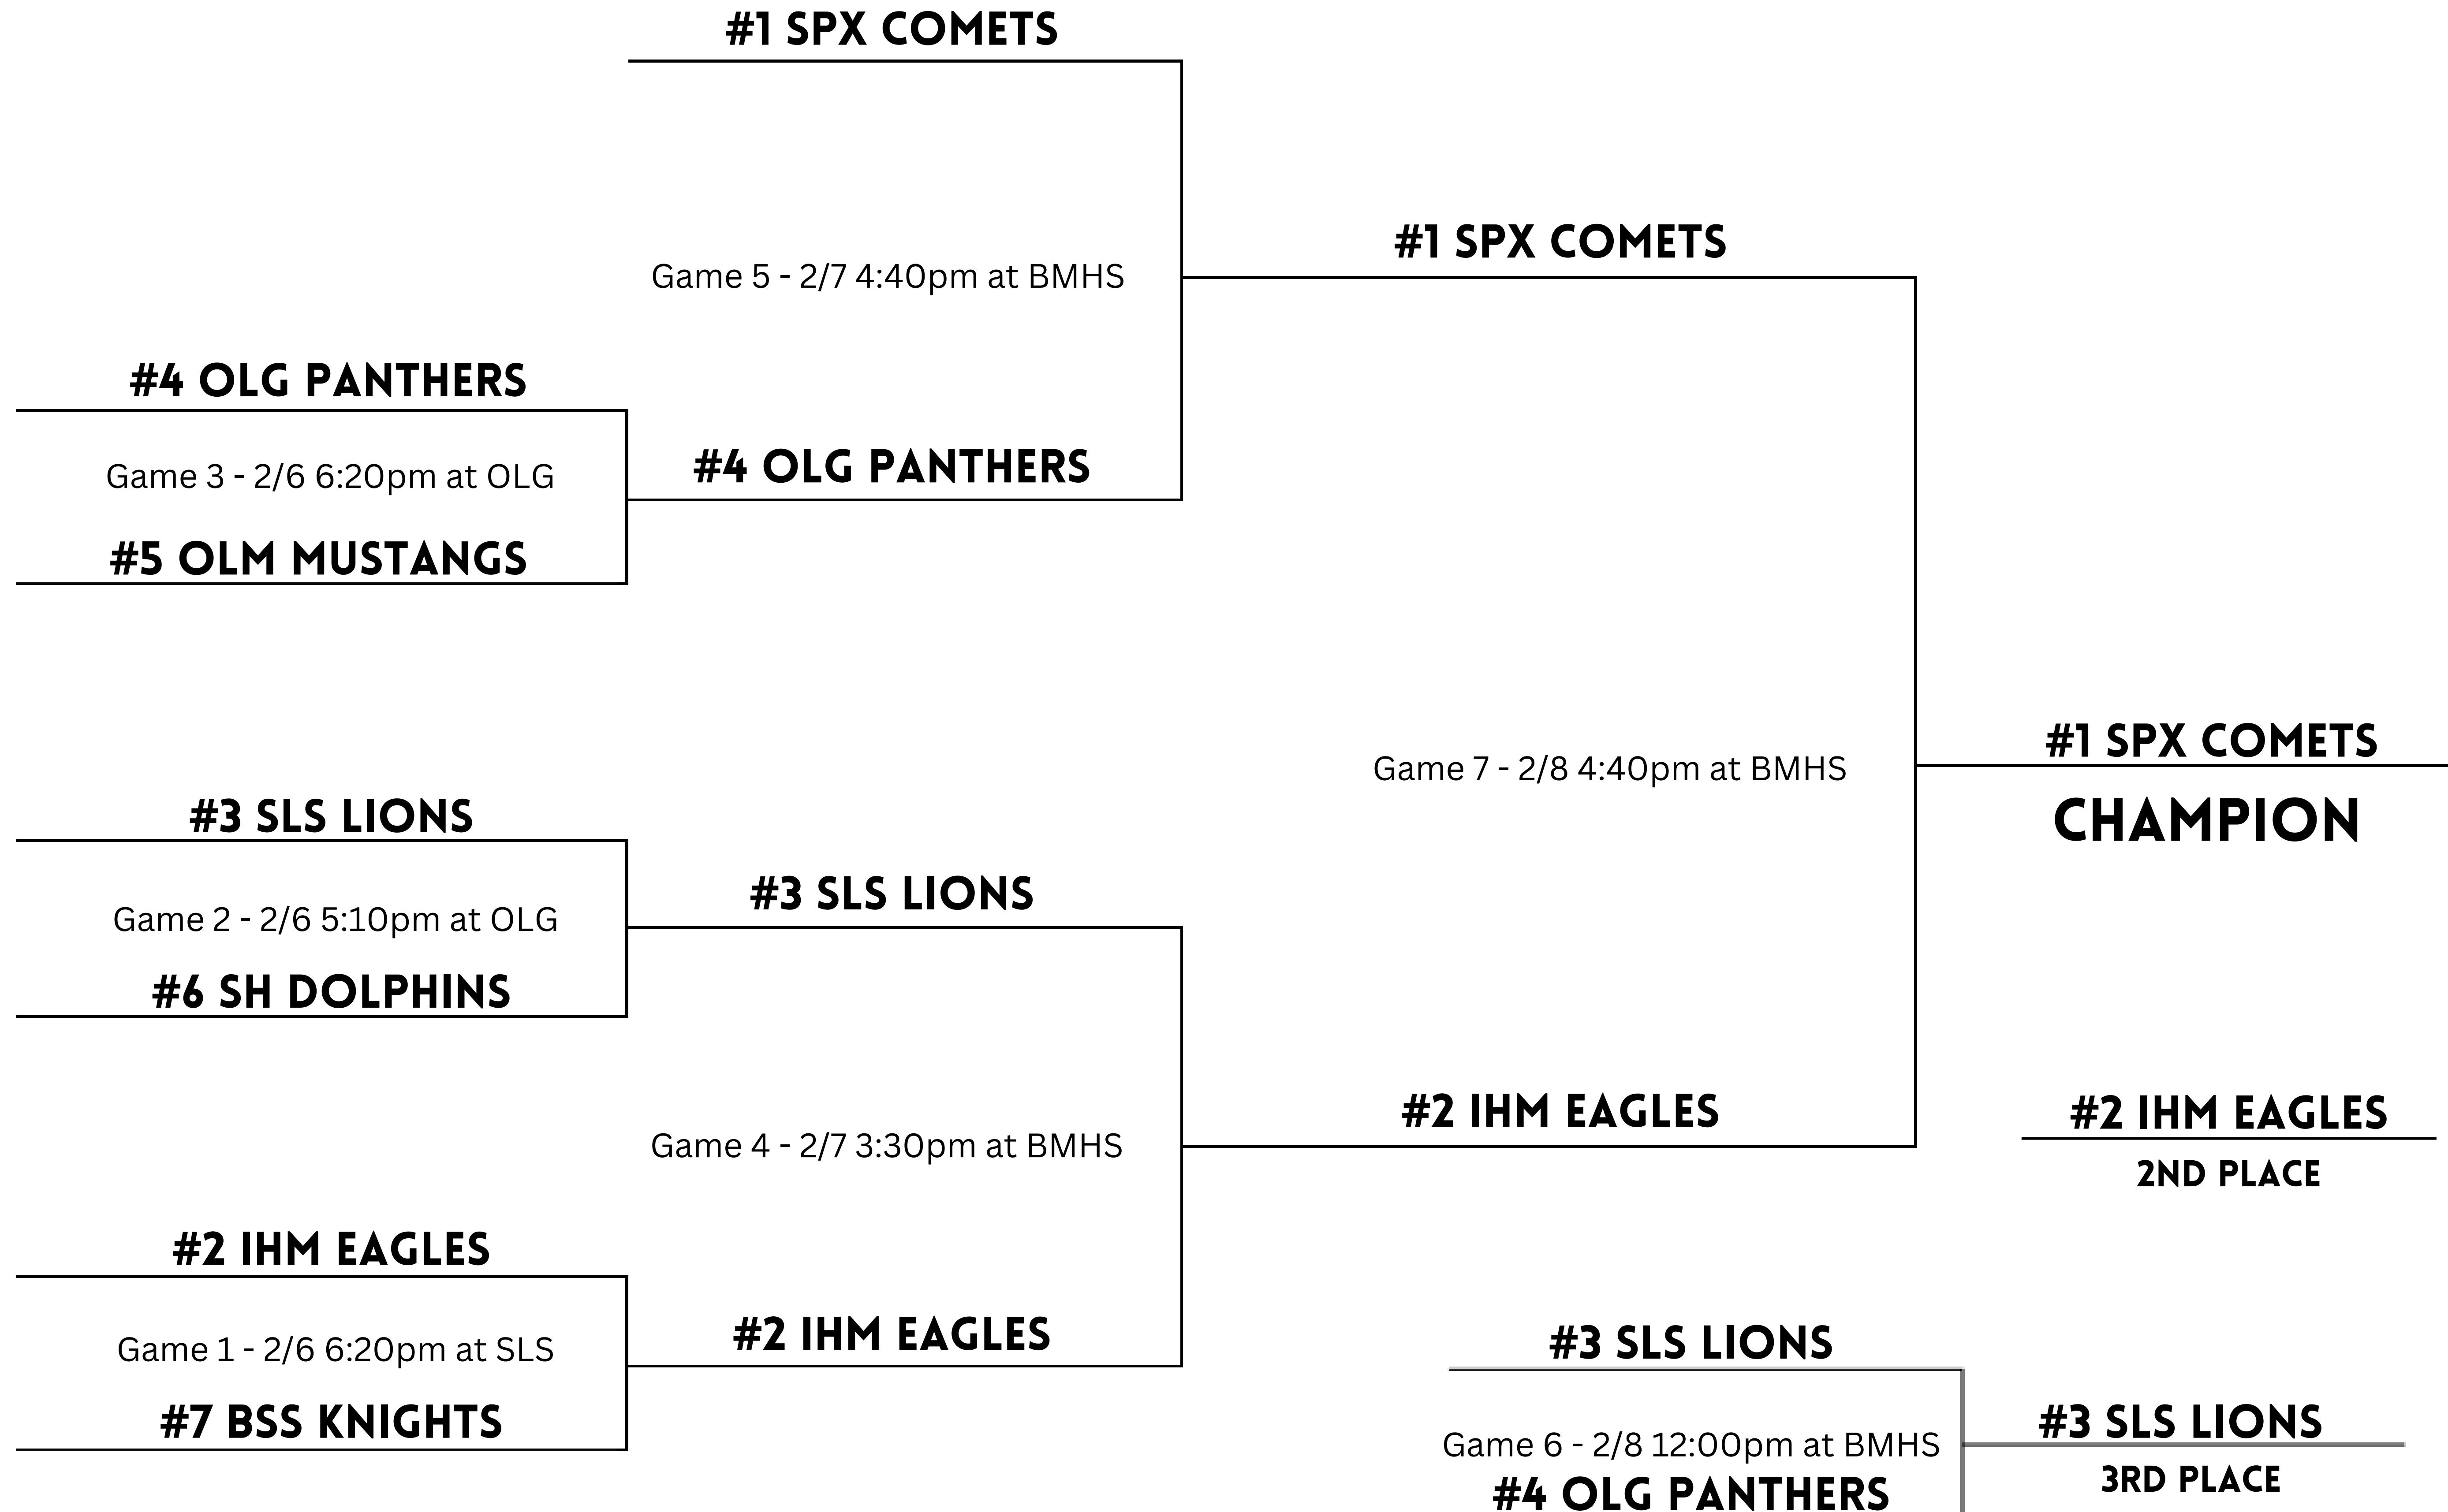 #1 SPX COMETS
Game 5 - 2/7 4:40pm at BMHS
#4 OLG PANTHERS
Game 3 - 2/6 6:20pm at OLG
#5 OLM MUSTANGS
#4 OLG PANTHERS
#1 SPX COMETS
#3 SLS LIONS
Game 2 - 2/6 5:10pm at OLG
#6 SH DOLPHINS
#3 SLS LIONS
Game 4 - 2/7 3:30pm at BMHS
#2 IHM EAGLES
Game 1 - 2/6 6:20pm at SLS
#7 BSS KNIGHTS
#2 IHM EAGLES
#2 IHM EAGLES
Game 7 - 2/8 4:40pm at BMHS
#1 SPX COMETS
CHAMPION
#2 IHM EAGLES
2ND PLACE
#3 SLS LIONS
Game 6 - 2/8 12:00pm at BMHS
#4 OLG PANTHERS
#3 SLS LIONS
3RD PLACE